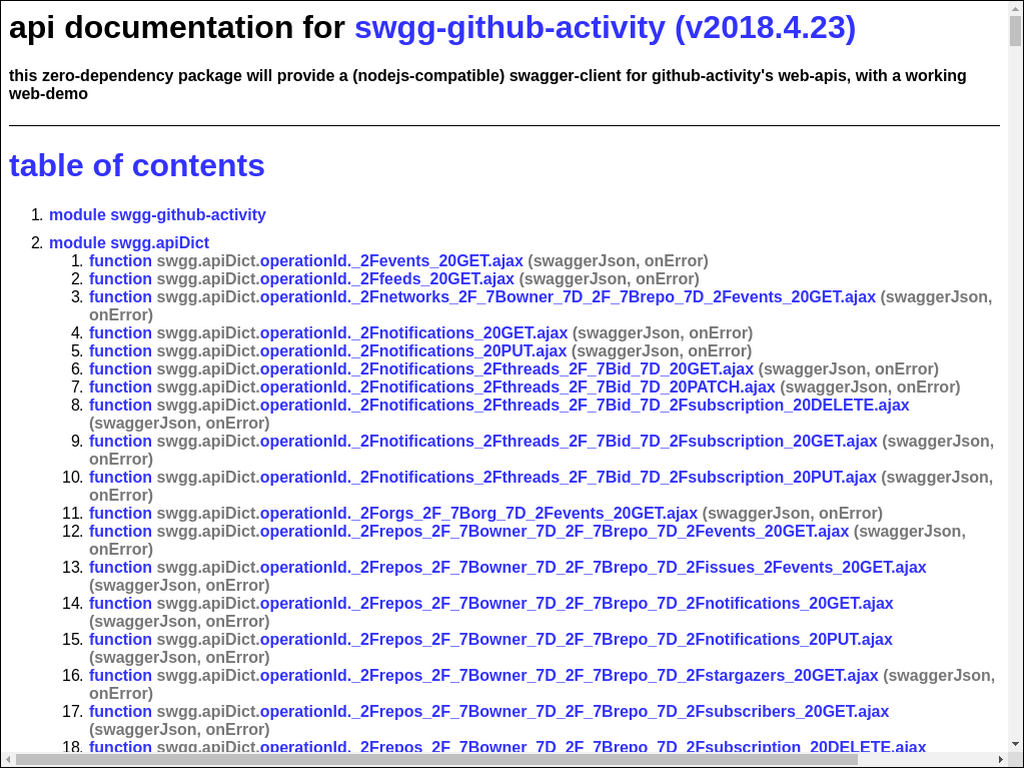 api documentation for swgg-github-activity (v2018.4.23)
this zero-dependency package will provide a (nodejs-compatible) swagger-client for github-activity's web-apis, with a working
web-demo
table of contents
1. module swgg-github-activity
2. module swgg.apiDict
1. function swgg.apiDict.operationId._2Fevents_20GET.ajax (swaggerJson, onError)
2. function swgg.apiDict.operationId._2Ffeeds_20GET.ajax (swaggerJson, onError)
3. function swgg.apiDict.operationId._2Fnetworks_2F_7Bowner_7D_2F_7Brepo_7D_2Fevents_20GET.ajax (swaggerJson,
onError)
4. function swgg.apiDict.operationId._2Fnotifications_20GET.ajax (swaggerJson, onError)
5. function swgg.apiDict.operationId._2Fnotifications_20PUT.ajax (swaggerJson, onError)
6. function swgg.apiDict.operationId._2Fnotifications_2Fthreads_2F_7Bid_7D_20GET.ajax (swaggerJson, onError)
7. function swgg.apiDict.operationId._2Fnotifications_2Fthreads_2F_7Bid_7D_20PATCH.ajax (swaggerJson, onError)
8. function swgg.apiDict.operationId._2Fnotifications_2Fthreads_2F_7Bid_7D_2Fsubscription_20DELETE.ajax
(swaggerJson, onError)
9. function swgg.apiDict.operationId._2Fnotifications_2Fthreads_2F_7Bid_7D_2Fsubscription_20GET.ajax (swaggerJson,
onError)
10. function swgg.apiDict.operationId._2Fnotifications_2Fthreads_2F_7Bid_7D_2Fsubscription_20PUT.ajax (swaggerJson,
onError)
11. function swgg.apiDict.operationId._2Forgs_2F_7Borg_7D_2Fevents_20GET.ajax (swaggerJson, onError)
12. function swgg.apiDict.operationId._2Frepos_2F_7Bowner_7D_2F_7Brepo_7D_2Fevents_20GET.ajax (swaggerJson,
onError)
13. function swgg.apiDict.operationId._2Frepos_2F_7Bowner_7D_2F_7Brepo_7D_2Fissues_2Fevents_20GET.ajax
(swaggerJson, onError)
14. function swgg.apiDict.operationId._2Frepos_2F_7Bowner_7D_2F_7Brepo_7D_2Fnotifications_20GET.ajax
(swaggerJson, onError)
15. function swgg.apiDict.operationId._2Frepos_2F_7Bowner_7D_2F_7Brepo_7D_2Fnotifications_20PUT.ajax
(swaggerJson, onError)
16. function swgg.apiDict.operationId._2Frepos_2F_7Bowner_7D_2F_7Brepo_7D_2Fstargazers_20GET.ajax (swaggerJson,
onError)
17. function swgg.apiDict.operationId._2Frepos_2F_7Bowner_7D_2F_7Brepo_7D_2Fsubscribers_20GET.ajax
(swaggerJson, onError)
18. function swgg.apiDict.operationId._2Frepos_2F_7Bowner_7D_2F_7Brepo_7D_2Fsubscription_20DELETE.ajax